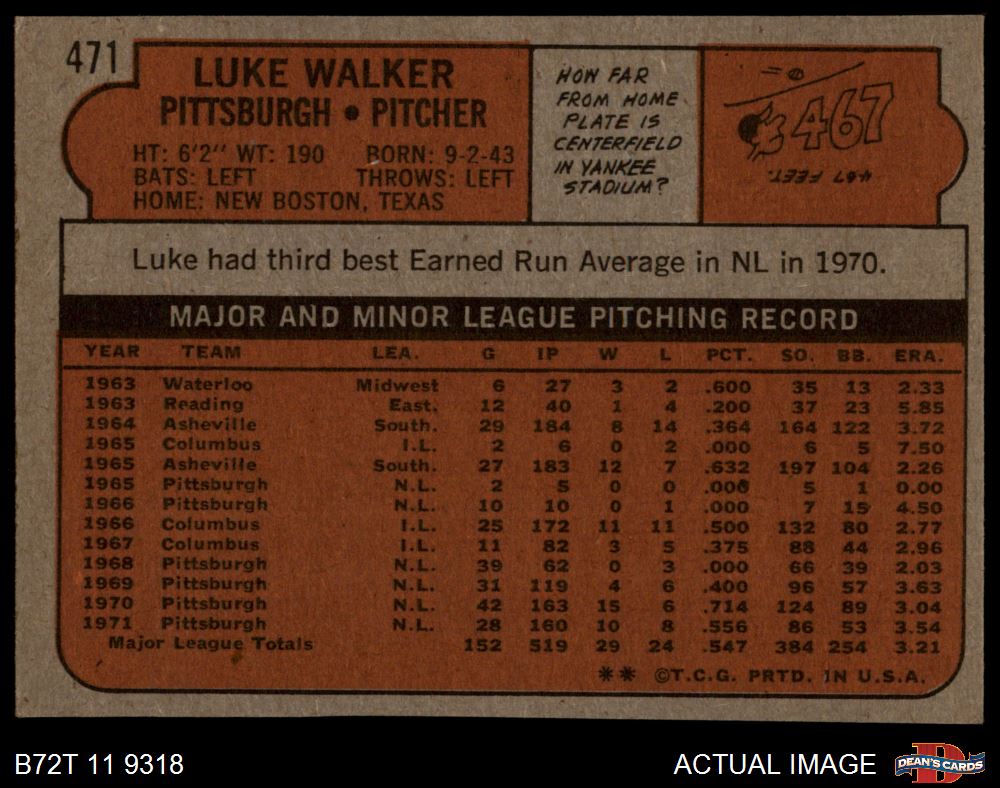 471
LUKE WALKER
PITTSBURGH • PITCHER
HT: 6'2" WT: 190 BORN: 9-2-43
BATS: LEFT THROWS: LEFT
HOME: NEW BOSTON, TEXAS
HOW FAR
FROM HOME
PLATE IS
CENTERFIELD
IN YANKEE
STADIUM?
467
467 FEET.
Luke had third best Earned Run Average in NL in 1970.
MAJOR AND MINOR LEAGUE PITCHING RECORD
YEAR TEAM LEA. G IP W L PCT. SO. BB. ERA.
1963 Waterloo Midwest 6 27 3 2 .600 35 13 2.33
1963 Reading East. 12 40 1 4 .200 37 23 5.85
1964 Asheville South. 29 184 8 14 .364 164 122 3.72
1965 Columbus I.L. 2 6 0 2 .000 6 5 7.50
1965 Asheville South. 27 183 12 7 .632 197 104 2.26
1965 Pittsburgh N.L. 2 5 0 0 .000 5 1 0.00
1966 Pittsburgh N.L. 10 10 0 1 .000 7 15 4.50
1966 Columbus I.L. 25 172 11 11 .500 132 80 2.77
1967 Columbus I.L. 11 82 3 5 .375 88 44 2.96
1968 Pittsburgh N.L. 39 62 0 3 .000 66 39 2.03
1969 Pittsburgh N.L. 31 119 4 6 .400 96 57 3.63
1970 Pittsburgh N.L. 42 163 15 6 .714 124 89 3.04
1971 Pittsburgh N.L. 28 160 10 8 .556 86 53 3.54
Major League Totals 152 519 29 24 .547 384 254 3.21
** ©T.C.G. PRTD. IN U.S.A.
B72T 11 9318
ACTUAL IMAGE
DEAN'S CARDS